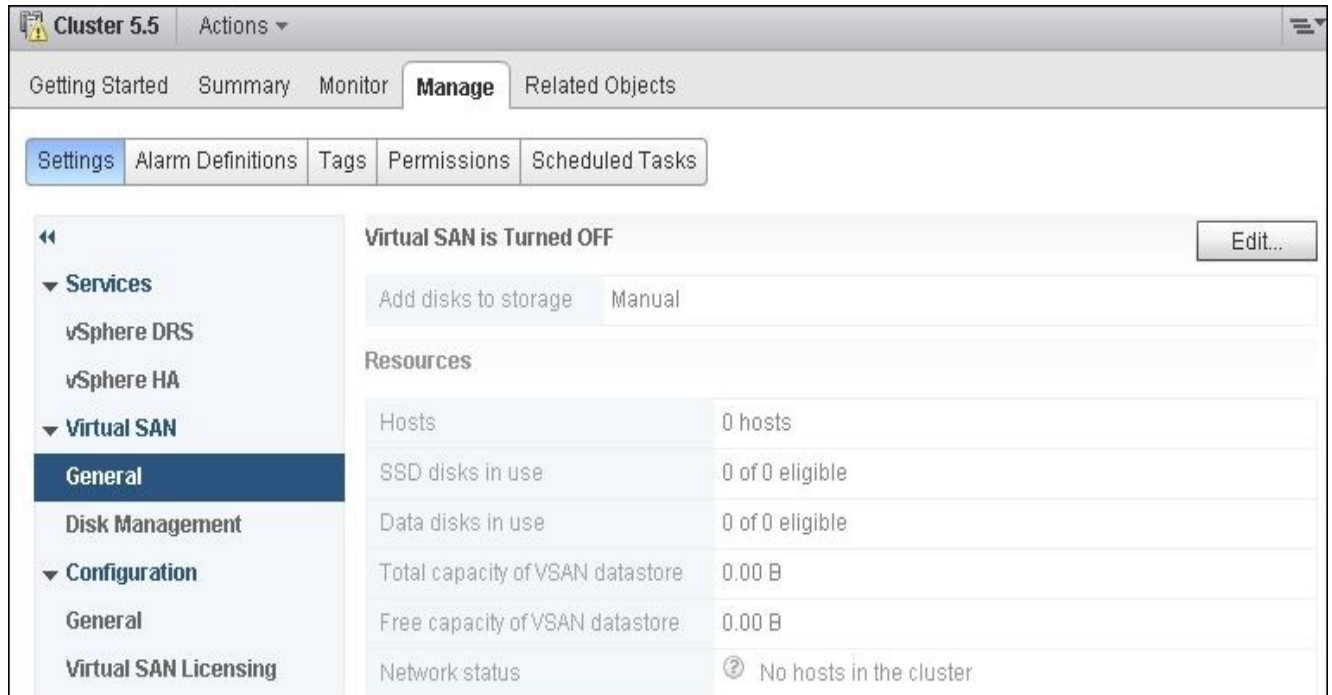 Cluster 5.5 Actions
Getting Started Summary Monitor Manage Related Objects
Settings Alarm Definitions Tags Permissions Scheduled Tasks
Services
vSphere DRS
vSphere HA
Virtual SAN
General
Disk Management
Configuration
General
Virtual SAN Licensing
Virtual SAN is Turned OFF Edit...
Add disks to storage Manual
Resources
Hosts 0 hosts
SSD disks in use 0 of 0 eligible
Data disks in use 0 of 0 eligible
Total capacity of VSAN datastore 0.00 B
Free capacity of VSAN datastore 0.00 B
Network status No hosts in the cluster